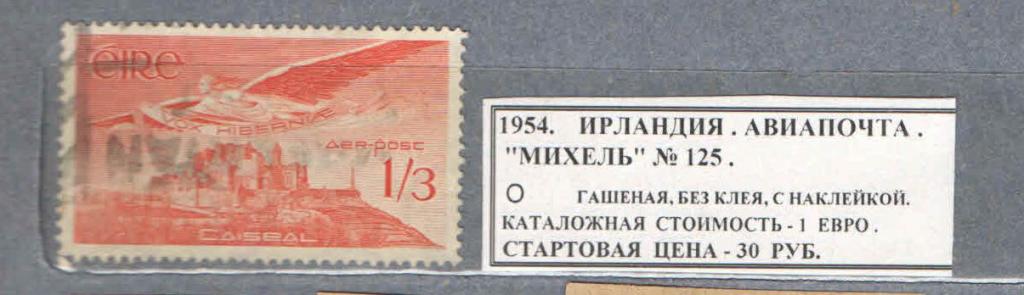 éire
VOX HIBERNIAE
aer-posc
1/3
caiseal
1954. ИРЛАНДИЯ. АВИАПОЧТА.
"МИХЕЛЬ" № 125.
О ГАШЕНАЯ, БЕЗ КЛЕЯ, С НАКЛЕЙКОЙ.
КАТАЛОЖНАЯ СТОИМОСТЬ - 1 ЕВРО.
СТАРТОВАЯ ЦЕНА - 30 РУБ.